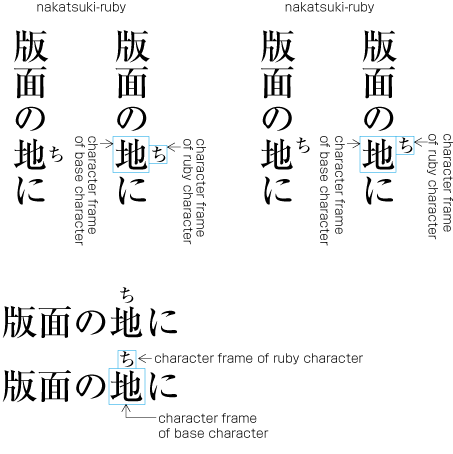 nakatsuki-ruby
版面の地に
ち
版面の地に
ち
character frame
of base character
character frame
of ruby character
nakatsuki-ruby
版面の地に
ち
版面の地に
ち
character frame
of base character
character frame
of ruby character
ち
版面の地に
ち
版面の地に
character frame of ruby character
character frame
of base character